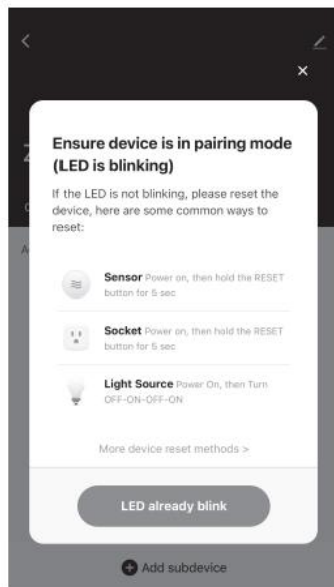 Ensure device is in pairing mode
(LED is blinking)
If the LED is not blinking, please reset the
device, here are some common ways to
reset:
Sensor Power on, then hold the RESET
button for 5 sec
Socket Power on, then hold the RESET
button for 5 sec
Light Source Power On, then Turn
OFF-ON-OFF-ON
More device reset methods >
LED already blink
Add subdevice